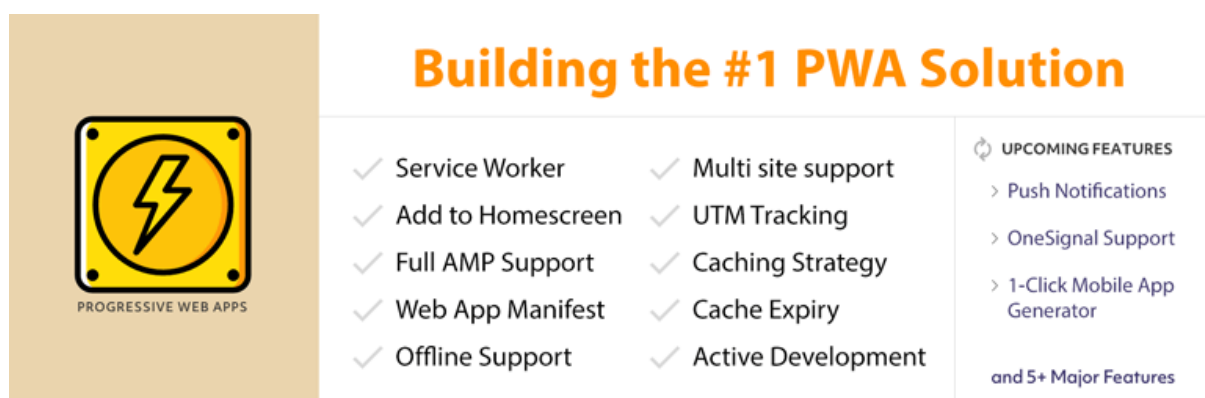 Building the #1 PWA Solution
PROGRESSIVE WEB APPS
Service Worker
Add to Homescreen
Full AMP Support
Web App Manifest
Offline Support
Multi site support
UTM Tracking
Caching Strategy
Cache Expiry
Active Development
UPCOMING FEATURES
Push Notifications
OneSignal Support
1-Click Mobile App
Generator
and 5+ Major Features